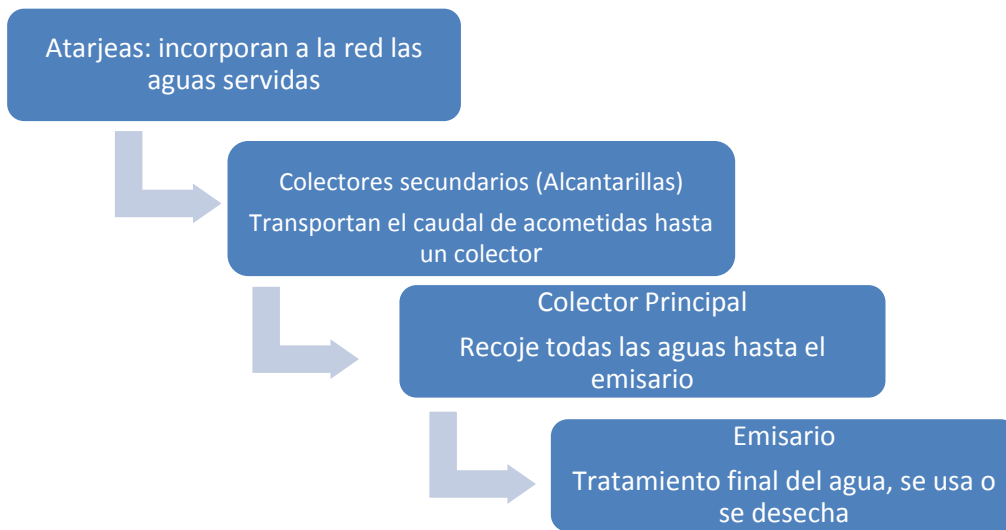 Atarjeas: incorporan a la red las
aguas servidas
Colectores secundarios (Alcantarillas)
Transportan el caudal de acometidas hasta
un colector
Colector Principal
Recoje todas las aguas hasta el
emisario
Emisario
Tratamiento final del agua, se usa o
se desecha